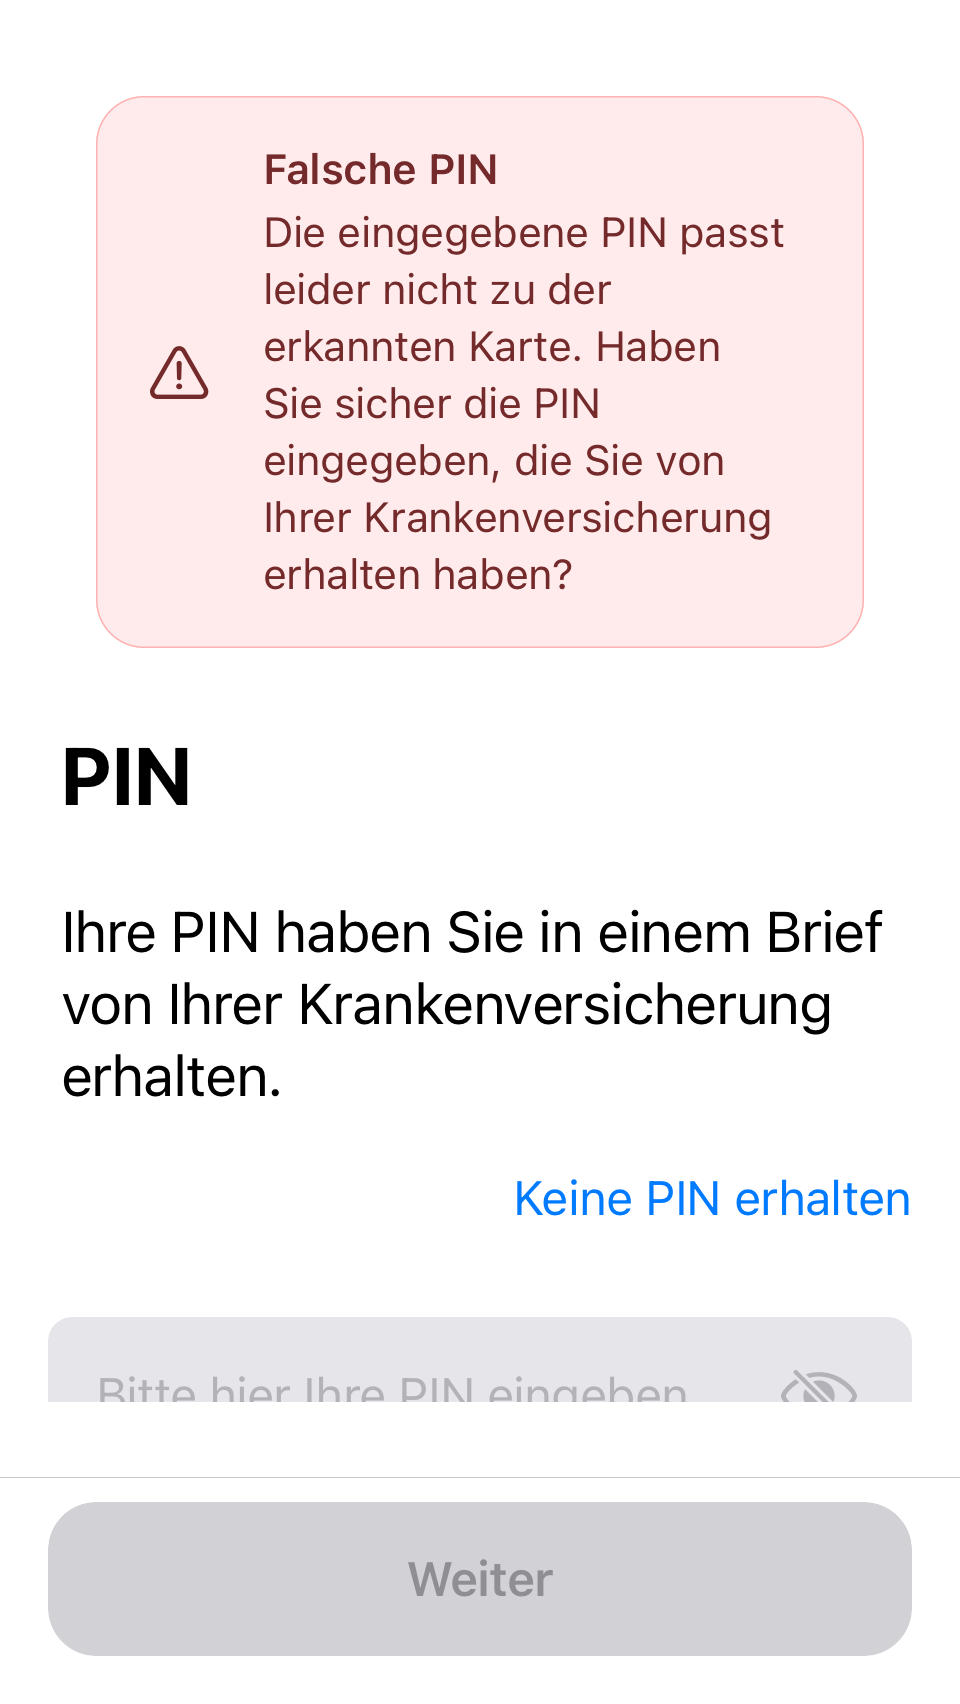 Falsche PIN
Die eingegebene PIN passt
leider nicht zu der
erkannten Karte. Haben
Sie sicher die PIN
eingegeben, die Sie von
Ihrer Krankenversicherung
erhalten haben?
PIN
Ihre PIN haben Sie in einem Brief
von Ihrer Krankenversicherung
erhalten.
Keine PIN erhalten
Bitte hier Ihre PIN eingeben
Weiter